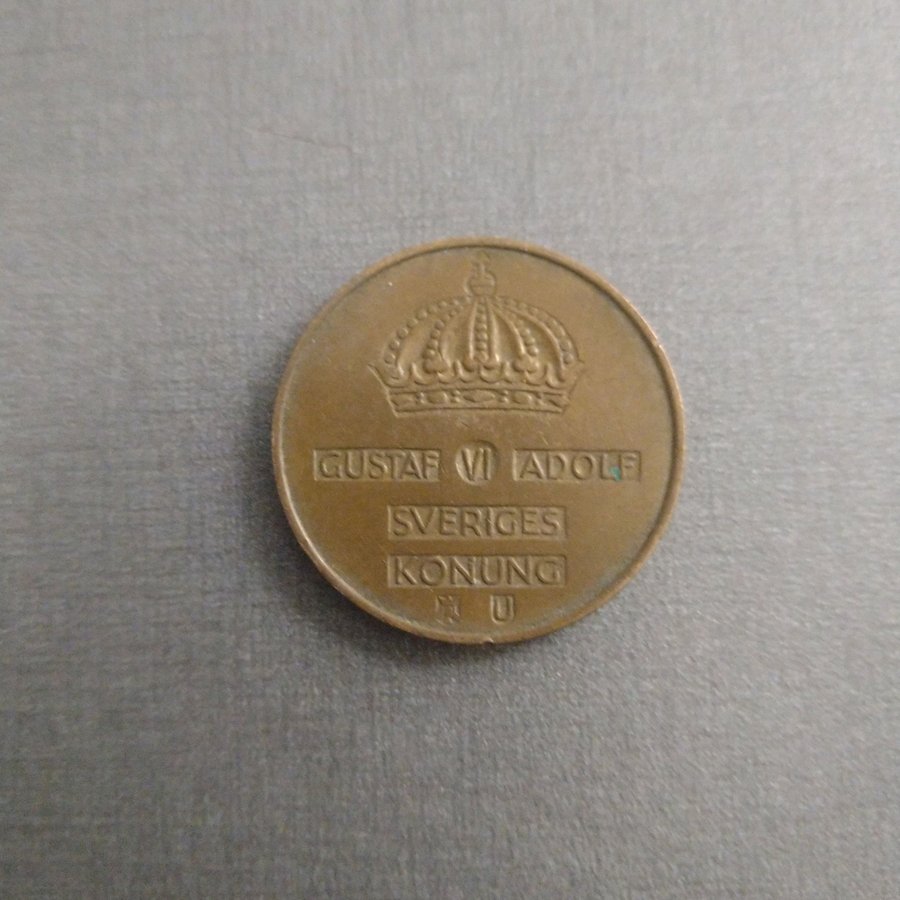 GUSTAF VI ADOLF
SVERIGES
KONUNG
U